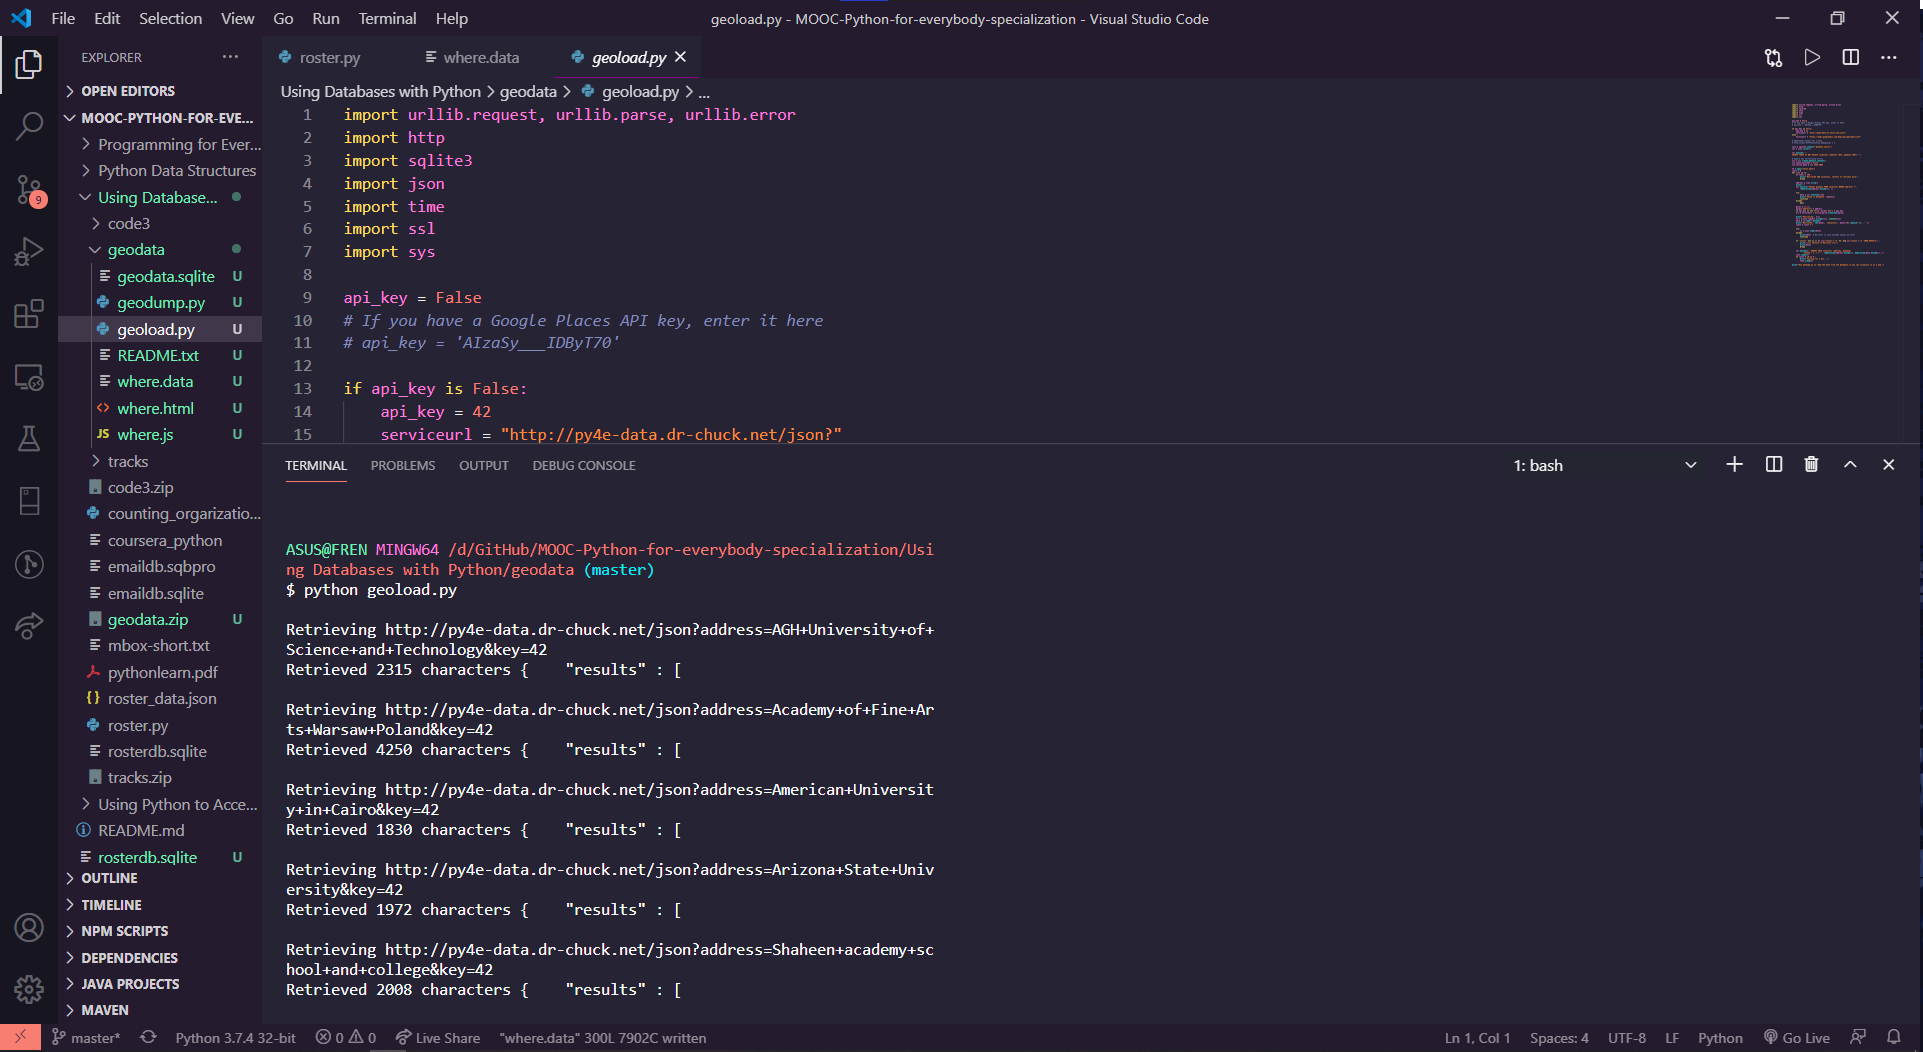 File Edit Selection View Go Run Terminal Help
geoload.py - MOOC-Python-for-everybody-specialization - Visual Studio Code
EXPLORER
OPEN EDITORS
MOOC-PYTHON-FOR-EVE...
Programming for Ever...
Python Data Structures
Using Database...
code3
geodata
geodata.sqlite U
geodump.py U
geoload.py U
README.txt U
where.data U
where.html U
JS where.js U
tracks
code3.zip
counting_orgarizatio...
coursera_python
emaildb.sqbpro
emaildb.sqlite
geodata.zip U
mbox-short.txt
pythonlearn.pdf
{} roster_data.json
roster.py
rosterdb.sqlite
tracks.zip
Using Python to Acce...
README.md
rosterdb.sqlite U
OUTLINE
TIMELINE
NPM SCRIPTS
DEPENDENCIES
JAVA PROJECTS
MAVEN
9
roster.py where.data geoload.py
Using Databases with Python > geodata > geoload.py > ...
1 import urllib.request, urllib.parse, urllib.error
2 import http
3 import sqlite3
4 import json
5 import time
6 import ssl
7 import sys
8
9 api_key = False
10 # If you have a Google Places API key, enter it here
11 # api_key = 'AIzaSy___IDByT70'
12
13 if api_key is False:
14 api_key = 42
15 serviceurl = "http://py4e-data.dr-chuck.net/json?"
TERMINAL PROBLEMS OUTPUT DEBUG CONSOLE
1: bash
ASUS@FREN MINGW64 /d/GitHub/MOOC-Python-for-everybody-specialization/Usi
ng Databases with Python/geodata (master)
$ python geoload.py
Retrieving http://py4e-data.dr-chuck.net/json?address=AGH+University+of+
Science+and+Technology&key=42
Retrieved 2315 characters { "results" : [
Retrieving http://py4e-data.dr-chuck.net/json?address=Academy+of+Fine+Ar
ts+Warsaw+Poland&key=42
Retrieved 4250 characters { "results" : [
Retrieving http://py4e-data.dr-chuck.net/json?address=American+Universit
y+in+Cairo&key=42
Retrieved 1830 characters { "results" : [
Retrieving http://py4e-data.dr-chuck.net/json?address=Arizona+State+Univ
ersity&key=42
Retrieved 1972 characters { "results" : [
Retrieving http://py4e-data.dr-chuck.net/json?address=Shaheen+academy+sc
hool+and+college&key=42
Retrieved 2008 characters { "results" : [
master* Python 3.7.4 32-bit 0 0 Live Share "where.data" 300L 7902C written
Ln 1, Col 1 Spaces: 4 UTF-8 LF Python Go Live